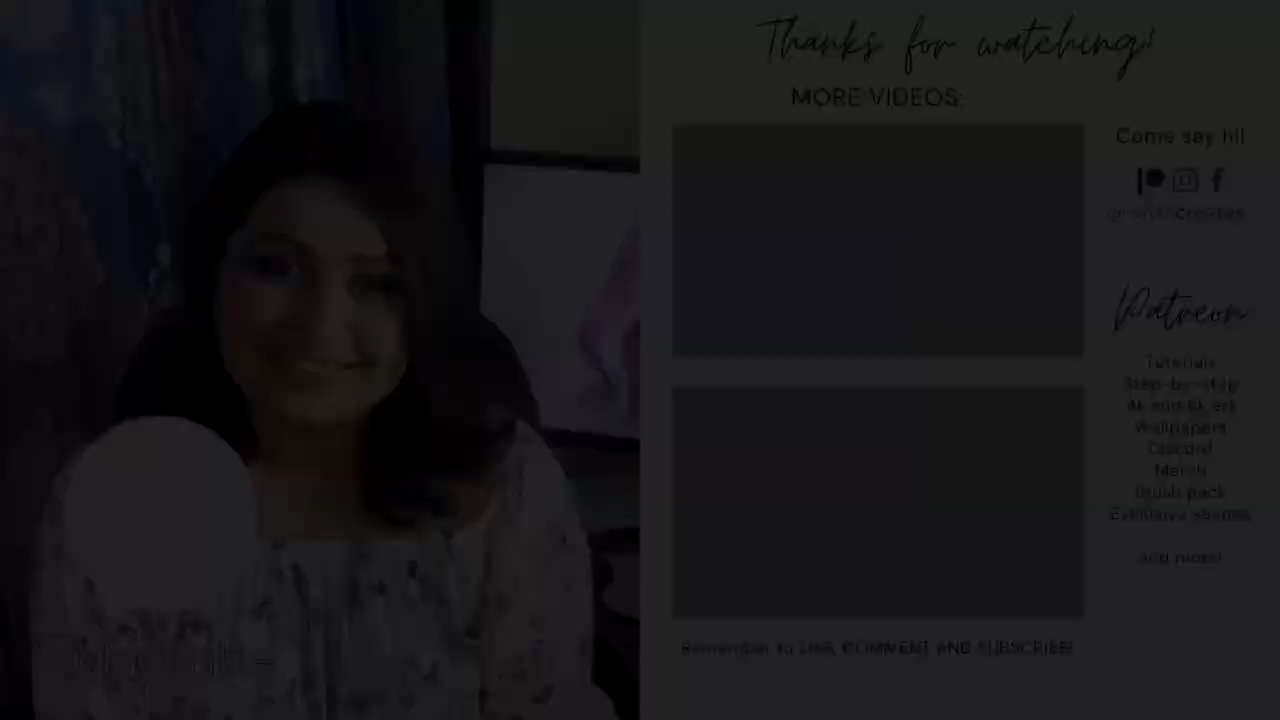 Thanks for watching!
MORE VIDEOS:
Come say hi!
Patreon
Tutorials
Step-by-step
Wallpapers
Discord
Merch
Brush pack
and more!
Remember to LIKE, COMMENT AND SUBSCRIBE!